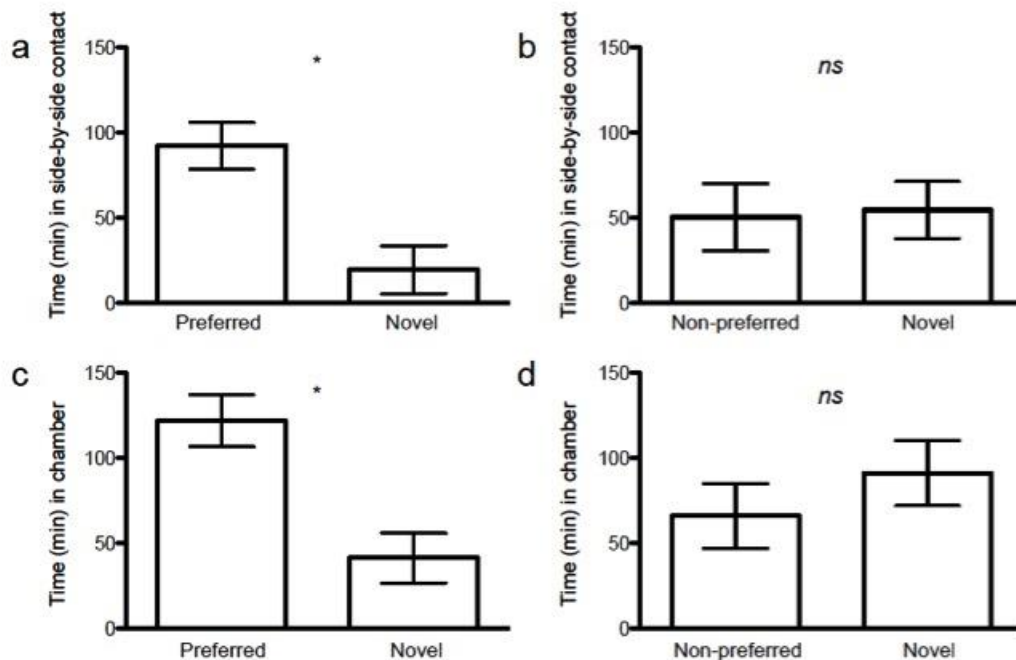 a
Time (min) in side-by-side contact
150
100
50
0
*
Preferred Novel
b
Time (min) in side-by-side contact
150
100
50
0
ns
Non-preferred Novel
c
Time (min) in chamber
150
100
50
0
*
Preferred Novel
d
Time (min) in chamber
150
100
50
0
ns
Non-preferred Novel